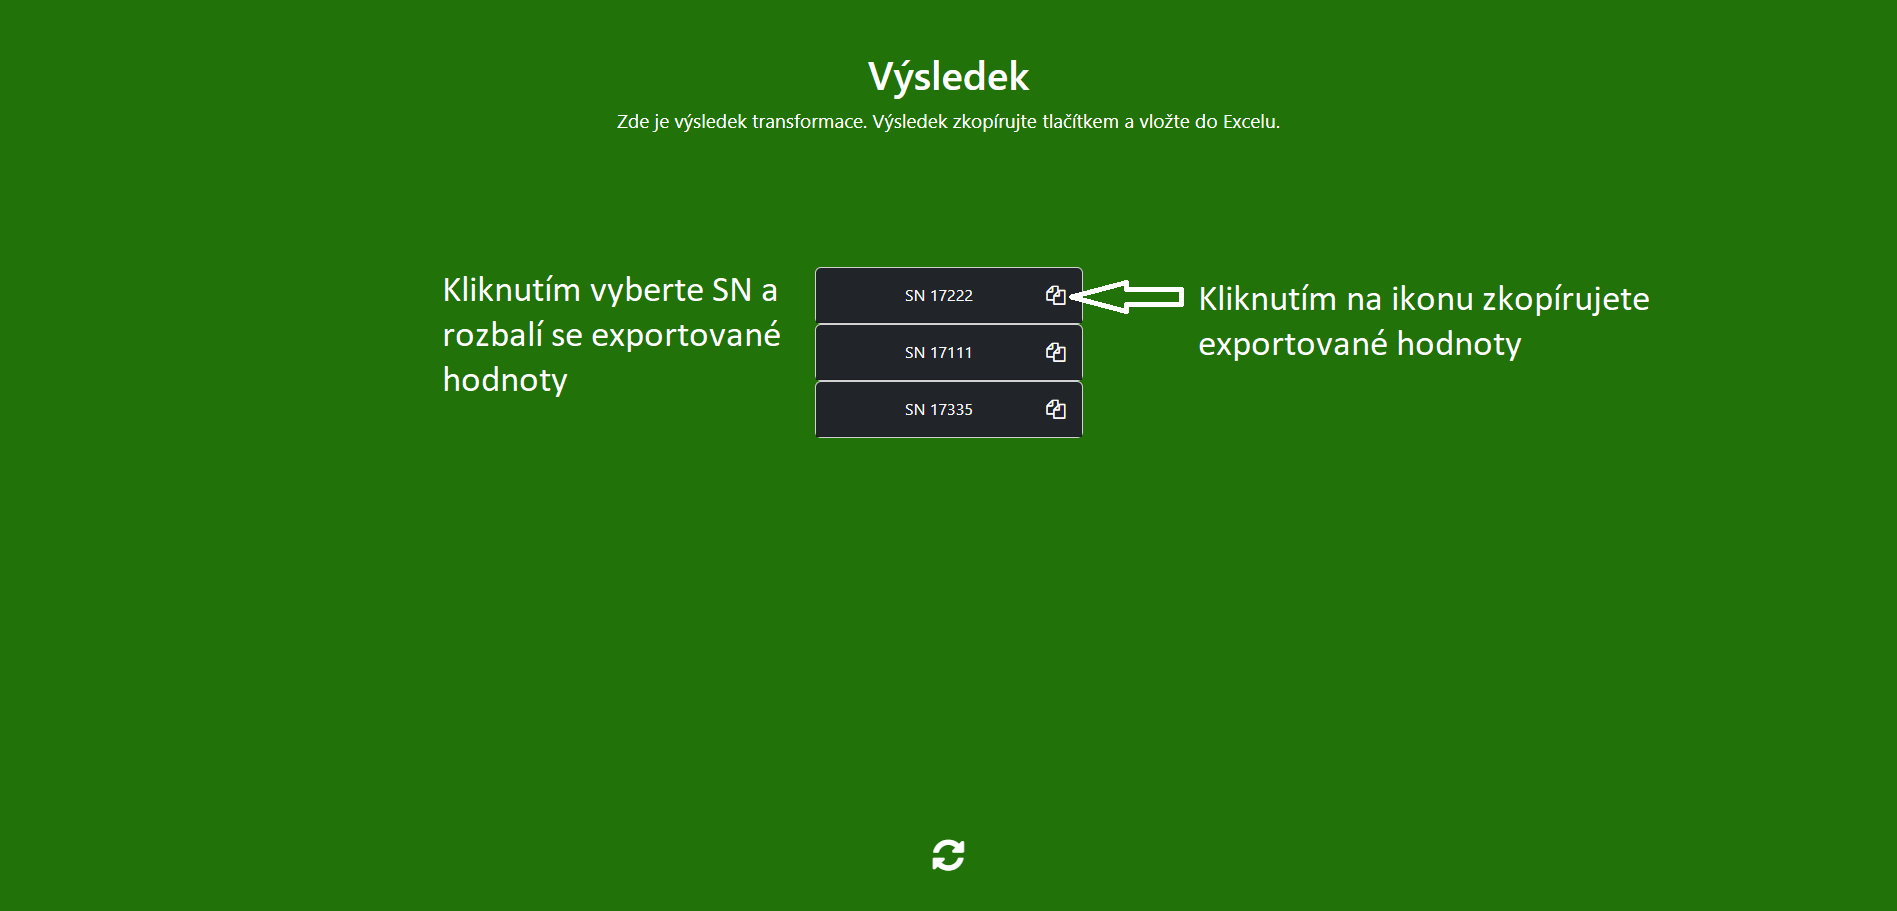 Výsledek
Zde je výsledek transformace. Výsledek zkopírujte tlačítkem a vložte do Excelu.
Kliknutím vyberte SN a
rozbalí se exportované
hodnoty
SN 17222
SN 17111
SN 17335
Kliknutím na ikonu zkopírujete
exportované hodnoty